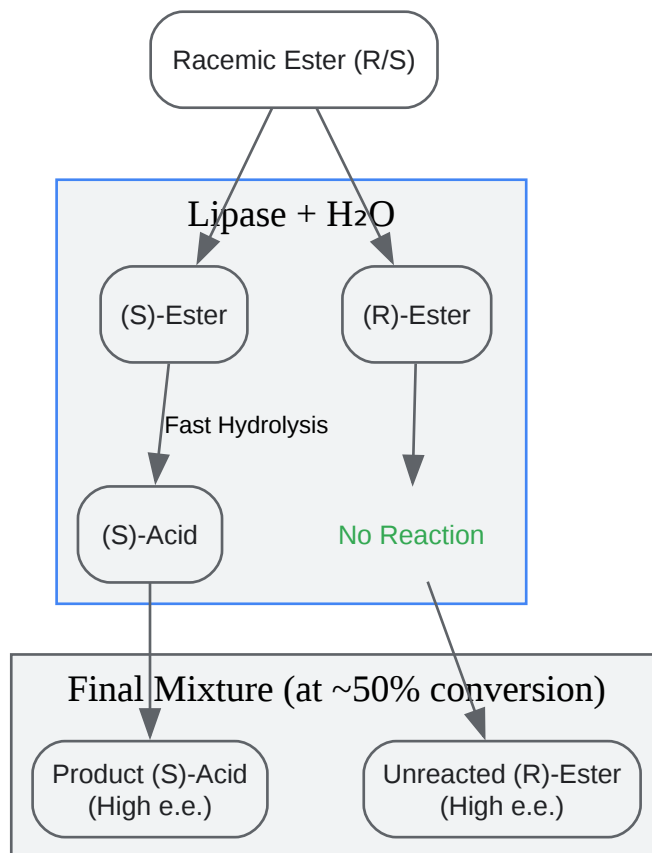 Racemic Ester (R/S)
Lipase + H₂O
(S)-Ester
(R)-Ester
Fast Hydrolysis
(S)-Acid
No Reaction
Final Mixture (at ~50% conversion)
Product (S)-Acid
(High e.e.)
Unreacted (R)-Ester
(High e.e.)